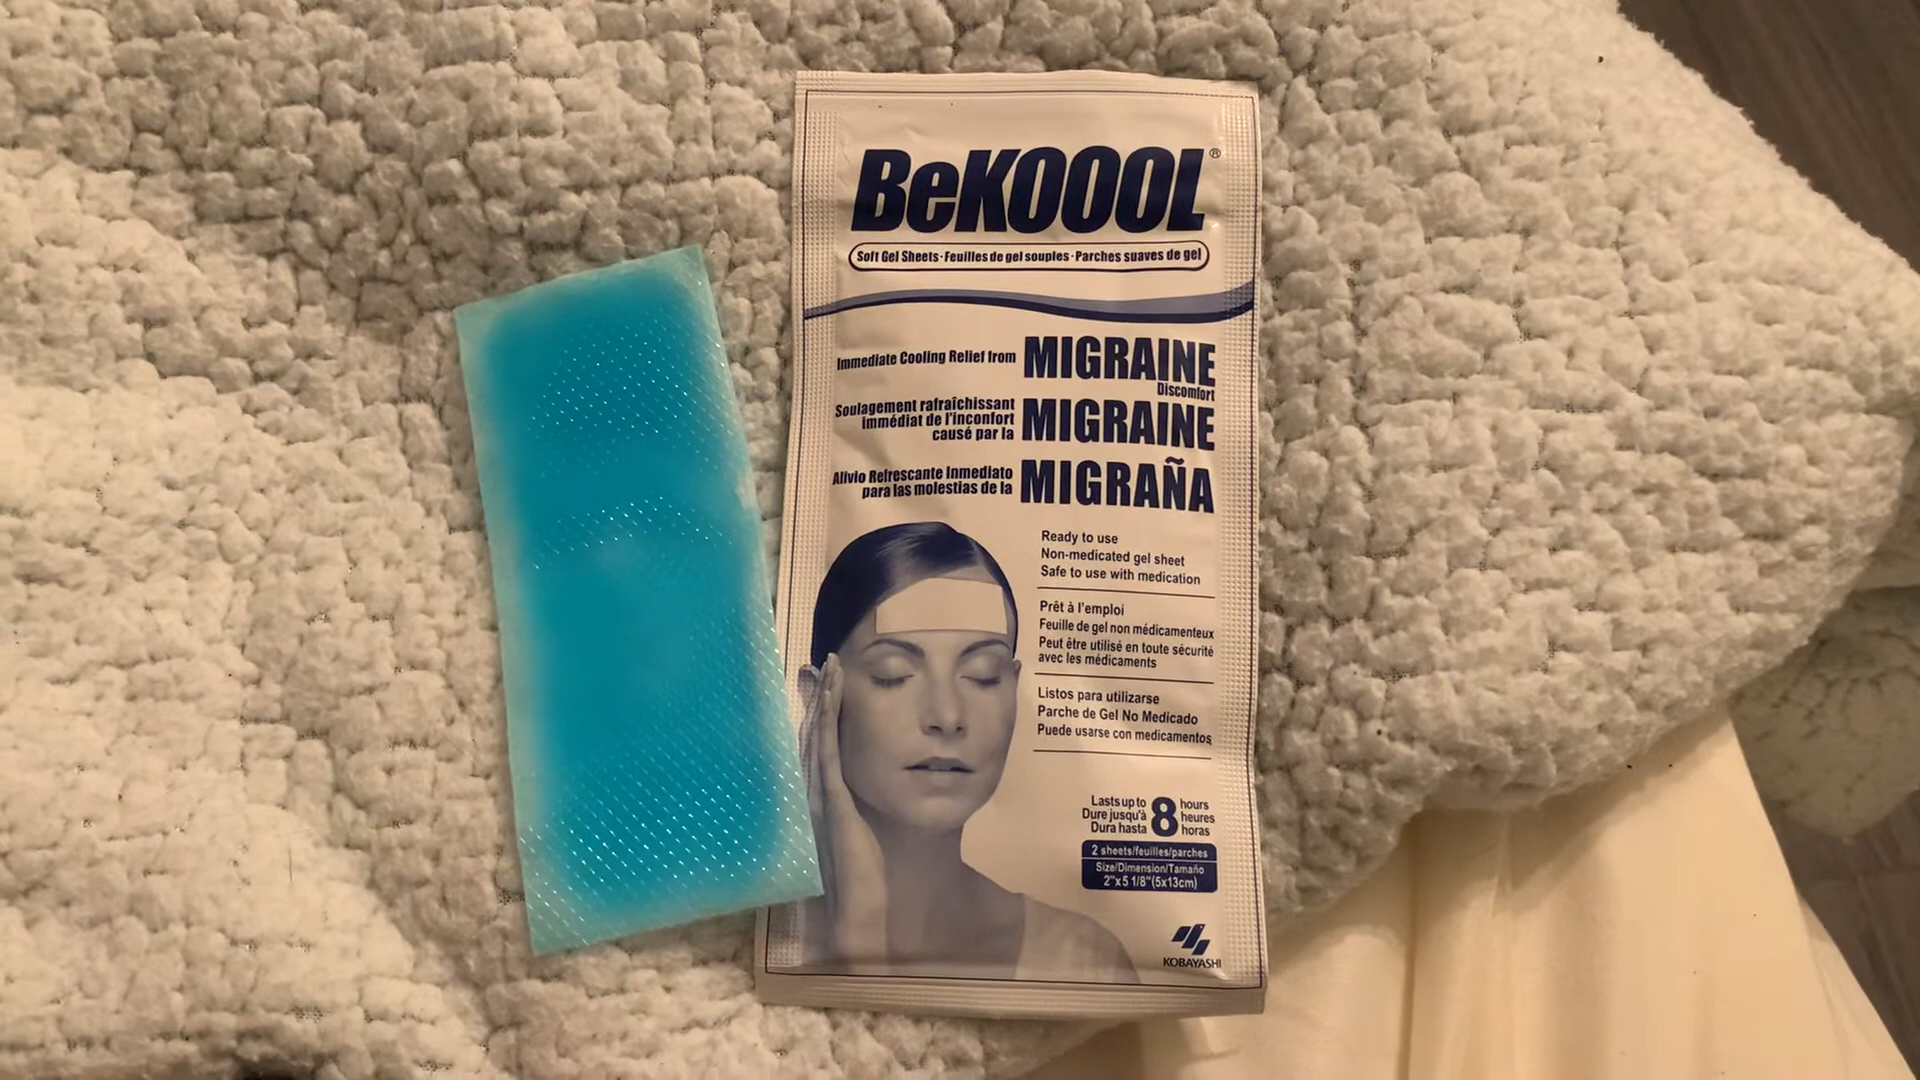 BeKOOOL®
Soft Gel Sheets·Feuilles de gel souples·Parches suaves de gel
Immediate Cooling Relief from MIGRAINE
Discomfort
Soulagement rafraîchissant
immédiat de l'inconfort
causé par la MIGRAINE
Alivio Refrescante Inmediato
para las molestias de la MIGRAÑA
Ready to use
Non-medicated gel sheet
Safe to use with medication
Prêt à l'emploi
Feuille de gel non médicamenteux
Peut être utilisé en toute sécurité
avec les médicaments
Listos para utilizarse
Parche de Gel No Medicado
Puede usarse con medicamentos
Lasts up to 8 hours
Dure jusqu'à heures
Dura hasta horas
2 sheets/feuilles/parches
Size/Dimension/Tamaño
2"x5 1/8"(5x13cm)
KOBAYASHI